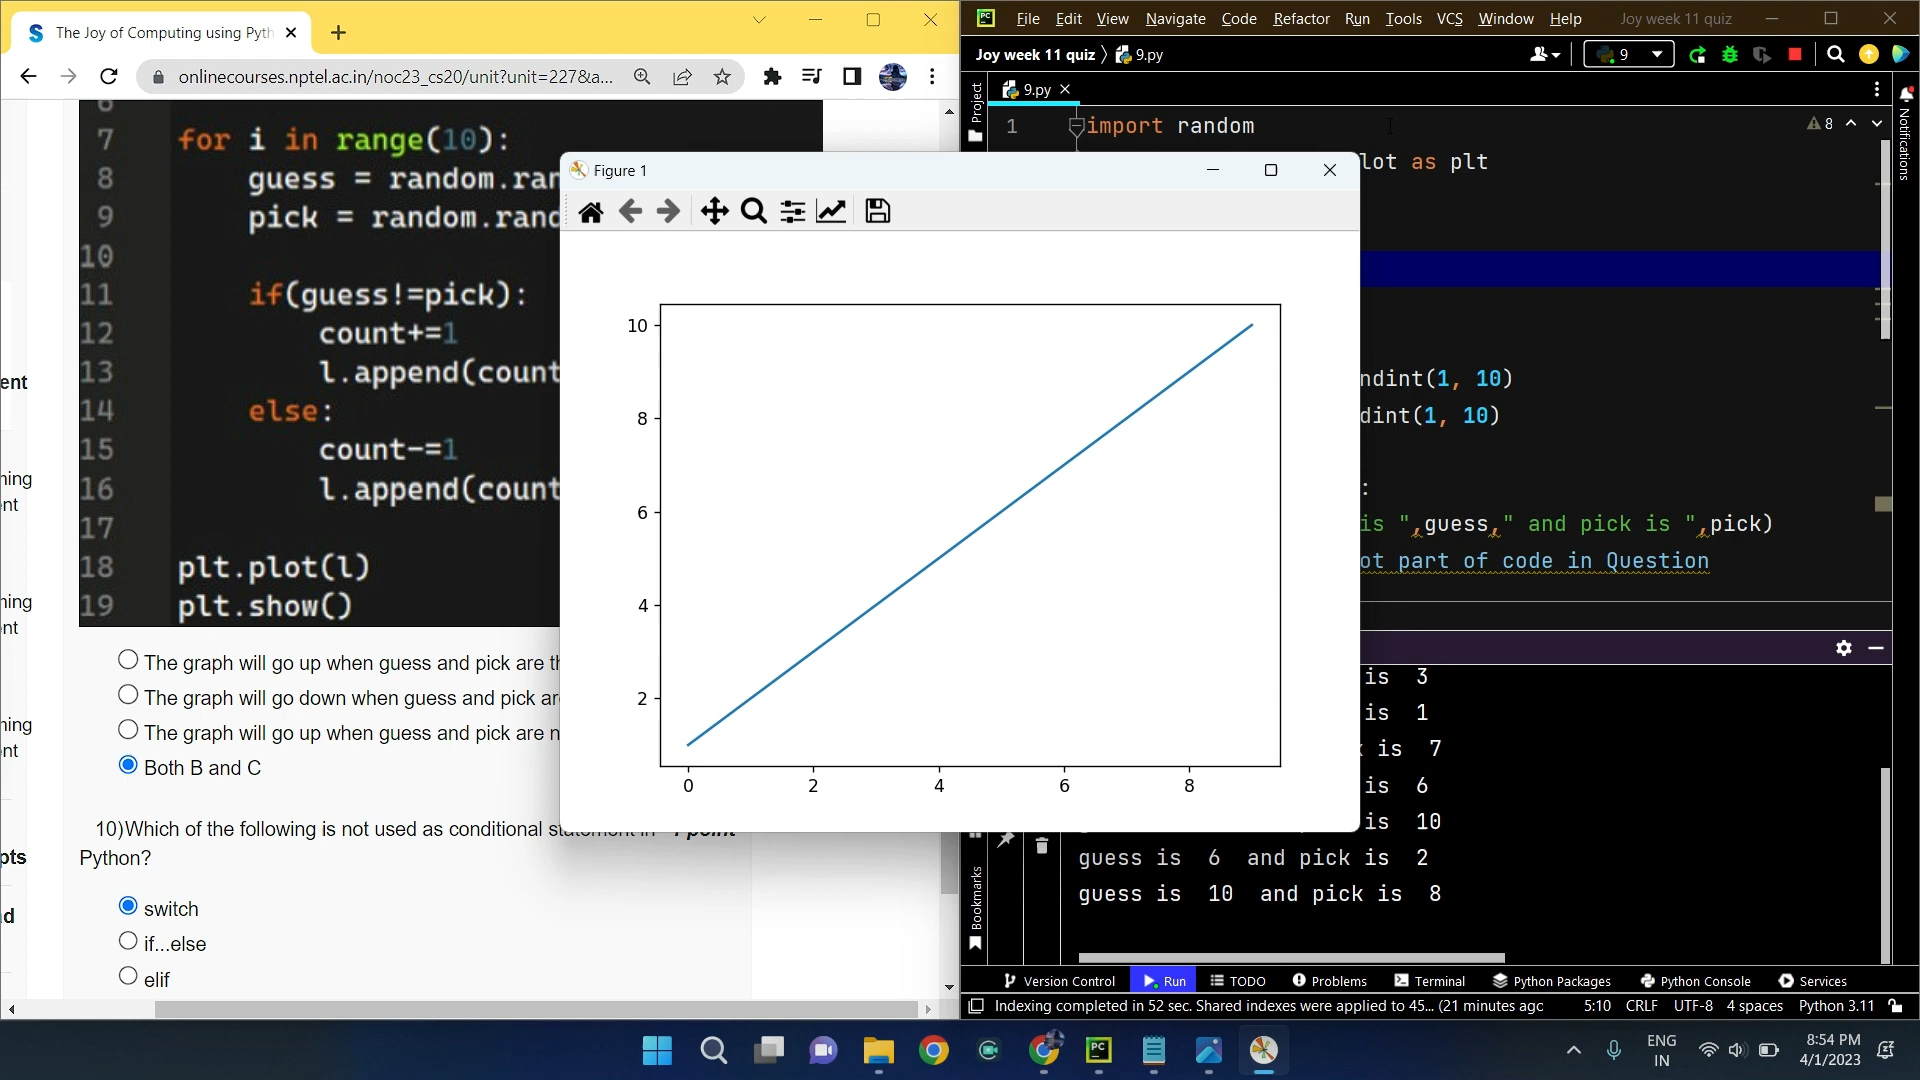 The Joy of Computing using Pyth
onlinecourses.nptel.ac.in/noc23_cs20/unit?unit=227&a...
7 for i in range(10):
8 guess = random.ran
9 pick = random.rand
10
11 if(guess!=pick):
12 count+=1
13 l.append(count
14 else:
15 count-=1
16 l.append(count
17
18 plt.plot(l)
19 plt.show()
ent
ning
nt
ning
nt
ning
nt
pts
d
The graph will go up when guess and pick are th
The graph will go down when guess and pick ar
The graph will go up when guess and pick are n
Both B and C
10)Which of the following is not used as conditional statement in 1 point
Python?
switch
if...else
elif
Figure 1
10
8
6
4
2
0 2 4 6 8
PC File Edit View Navigate Code Refactor Run Tools VCS Window Help Joy week 11 quiz
Joy week 11 quiz 9.py 9
Project
9.py
Notifications
1 import random 8
lot as plt
ndint(1, 10)
dint(1, 10)
:
is ",guess," and pick is ",pick)
ot part of code in Question
is 3
is 1
is 7
is 6
is 10
guess is 6 and pick is 2
guess is 10 and pick is 8
Bookmarks
Version Control Run TODO Problems Terminal Python Packages Python Console Services
Indexing completed in 52 sec. Shared indexes were applied to 45... (21 minutes agc 5:10 CRLF UTF-8 4 spaces Python 3.11
PC
ENG
IN
8:54 PM
4/1/2023